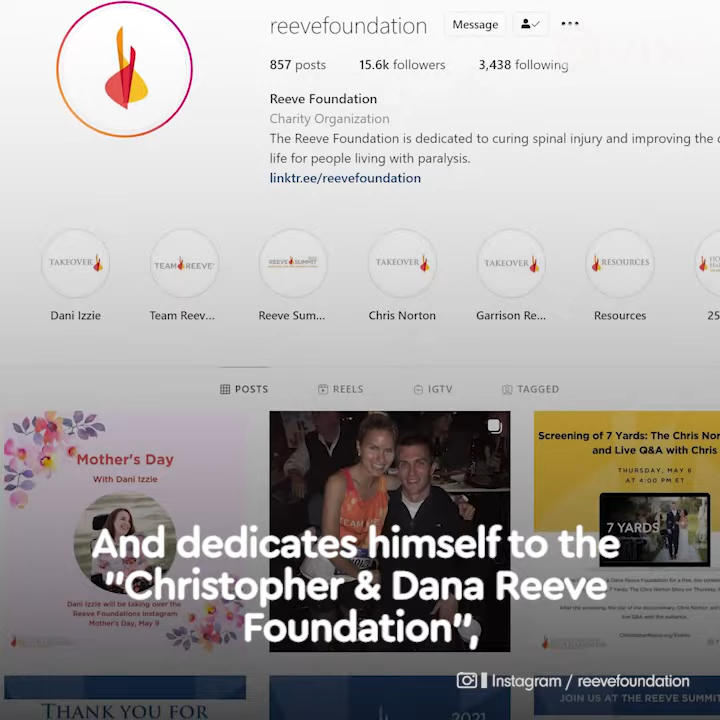 reevefoundation Message
857 posts 15.6k followers 3,438 following
Reeve Foundation
Charity Organization
The Reeve Foundation is dedicated to curing spinal injury and improving the
life for people living with paralysis.
linktr.ee/reevefoundation
TAKEOVER TEAM REEVE REEVE SUMMIT TAKEOVER TAKEOVER RESOURCES
Dani Izzie Team Reev... Reeve Sum... Chris Norton Garrison Re... Resources 25
POSTS REELS IGTV TAGGED
Mother's Day
With Dani Izzie
Dani Izzie will be taking over the
Reeve Foundations Instagram
Mother's Day, May 9
TEAM
Screening of 7 Yards: The Chris Nor
and Live Q&A with Chris
THURSDAY, MAY 6
AT 4:00 PM ET
7 YARDS
And dedicates himself to the
"Christopher & Dana Reeve
Foundation",
Instagram / reevefoundation
THANK YOU FOR
2021
JOIN US AT THE REEVE SUMMIT